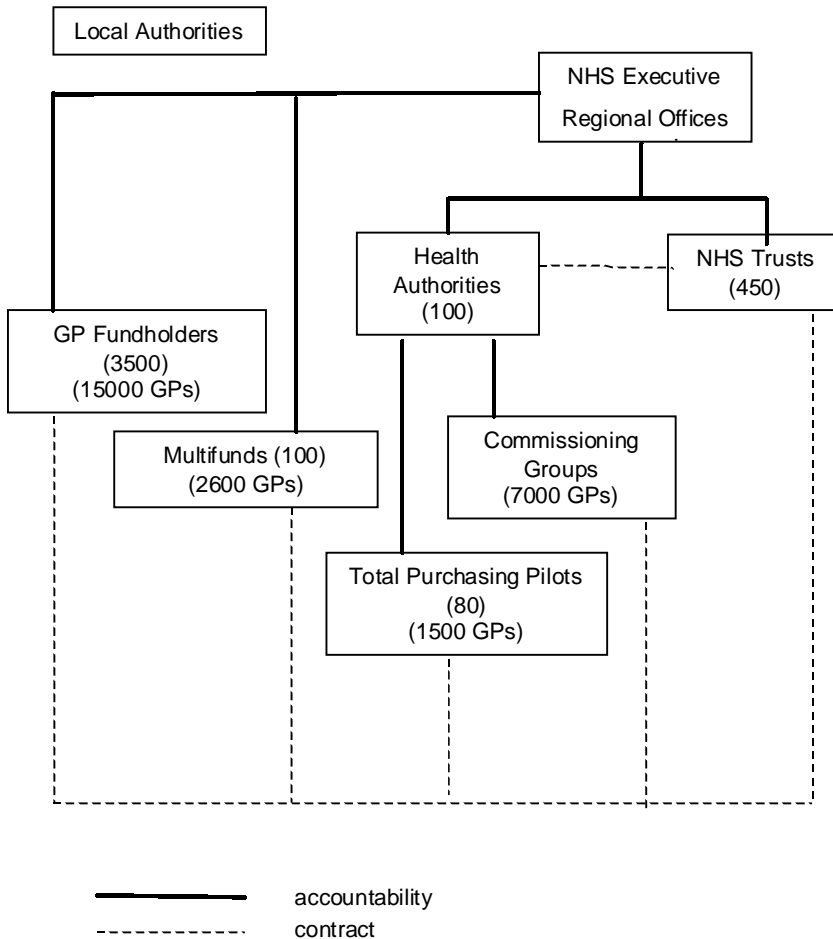 Local Authorities
NHS Executive
Regional Offices
Health
Authorities
(100)
NHS Trusts
(450)
GP Fundholders
(3500)
(15000 GPs)
Multifunds (100)
(2600 GPs)
Commissioning
Groups
(7000 GPs)
Total Purchasing Pilots
(80)
(1500 GPs)
accountability
contract